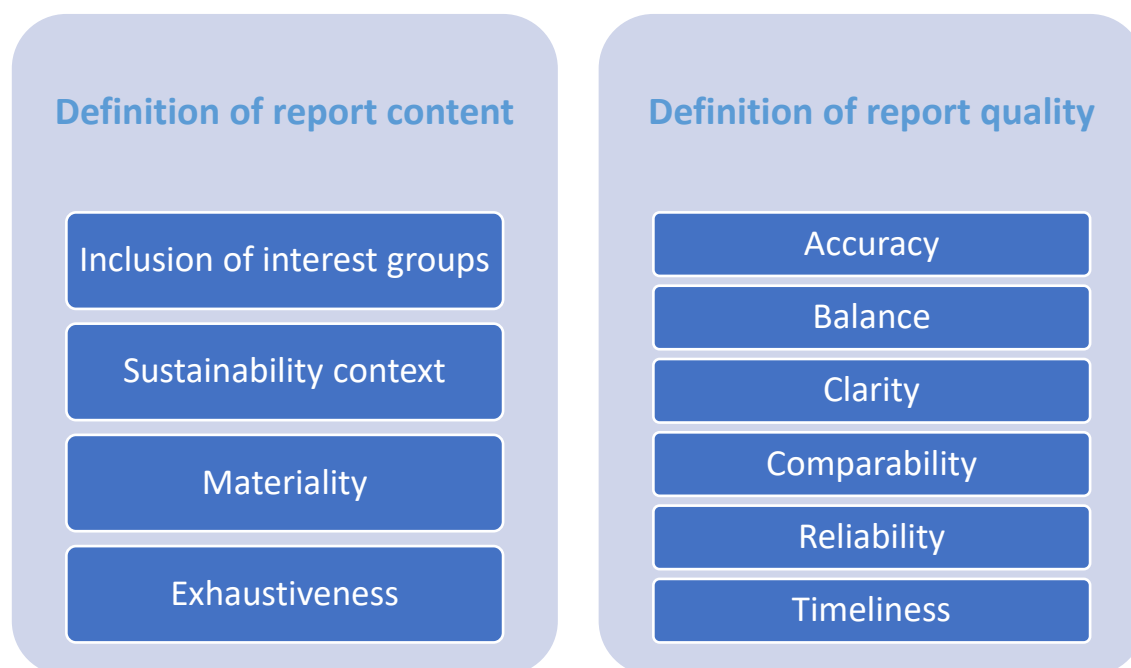 Definition of report content
Inclusion of interest groups
Sustainability context
Materiality
Exhaustiveness
Definition of report quality
Accuracy
Balance
Clarity
Comparability
Reliability
Timeliness